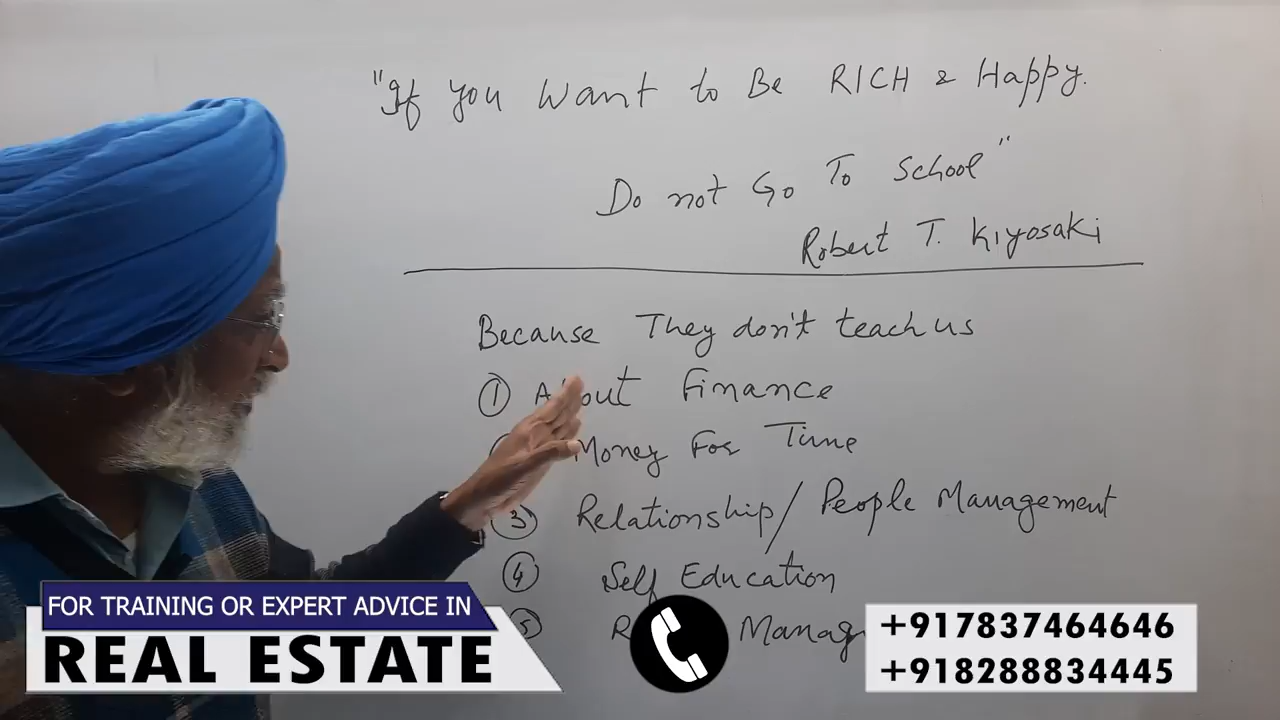 "If You Want to Be RICH & Happy.
Do not Go To School"
Robert T. Kiyosaki
Because They don't teach us
① About Finance
Money For Time
③ Relationship/People Management
④ Self Education
⑤ Manag
FOR TRAINING OR EXPERT ADVICE IN
REAL ESTATE
+917837464646
+918288834445